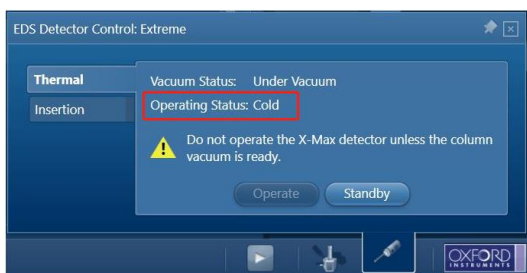 EDS Detector Control: Extreme
Thermal
Insertion
Vacuum Status: Under Vacuum
Operating Status: Cold
Do not operate the X-Max detector unless the column
vacuum is ready.
Operate
Standby
OXFORD
INSTRUMENTS